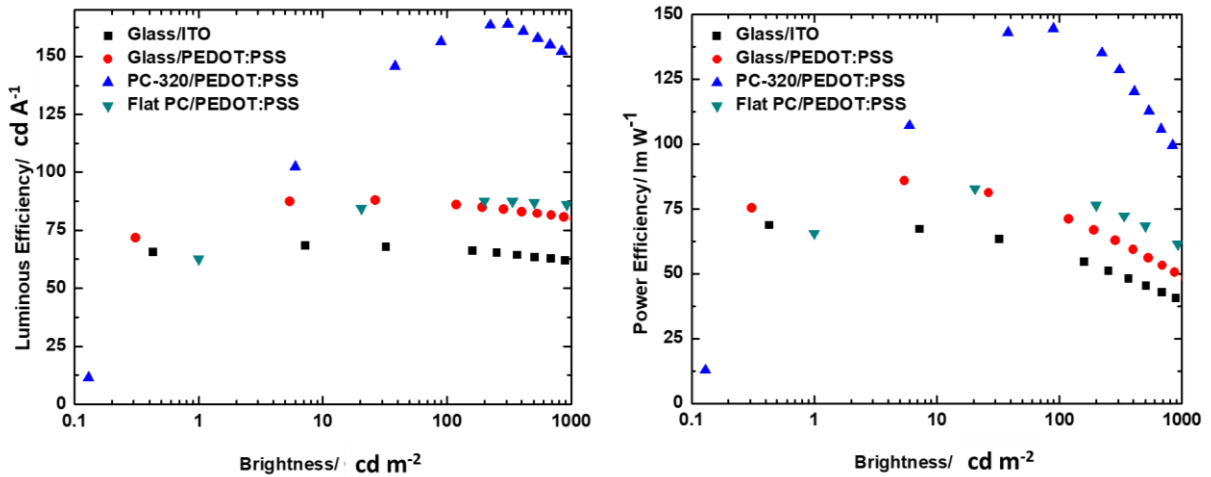 Luminous Efficiency/ cd A⁻¹
150
125
100
75
50
25
0
Glass/ITO
Glass/PEDOT:PSS
PC-320/PEDOT:PSS
Flat PC/PEDOT:PSS
0.1 1 10 100 1000
Brightness/ cd m⁻²
Power Efficiency/ lm W⁻¹
150
125
100
75
50
25
0
Glass/ITO
Glass/PEDOT:PSS
PC-320/PEDOT:PSS
Flat PC/PEDOT:PSS
0.1 1 10 100 1000
Brightness/ cd m⁻²